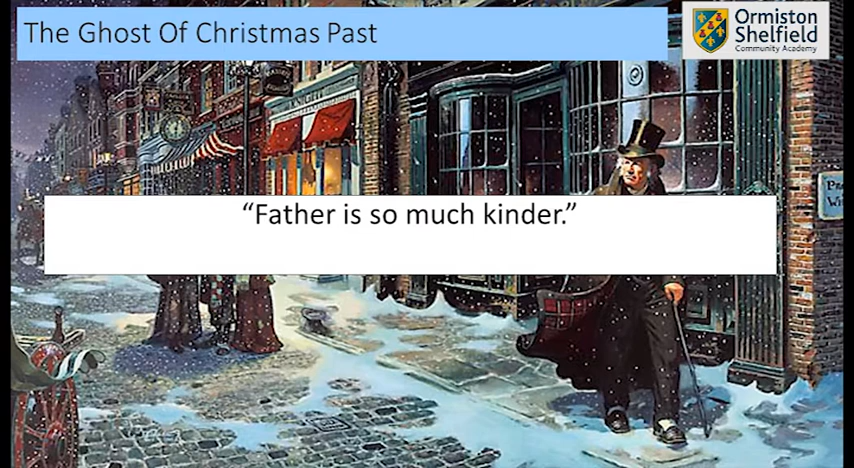 The Ghost Of Christmas Past
Ormiston
Shelfield
Community Academy
“Father is so much kinder.”